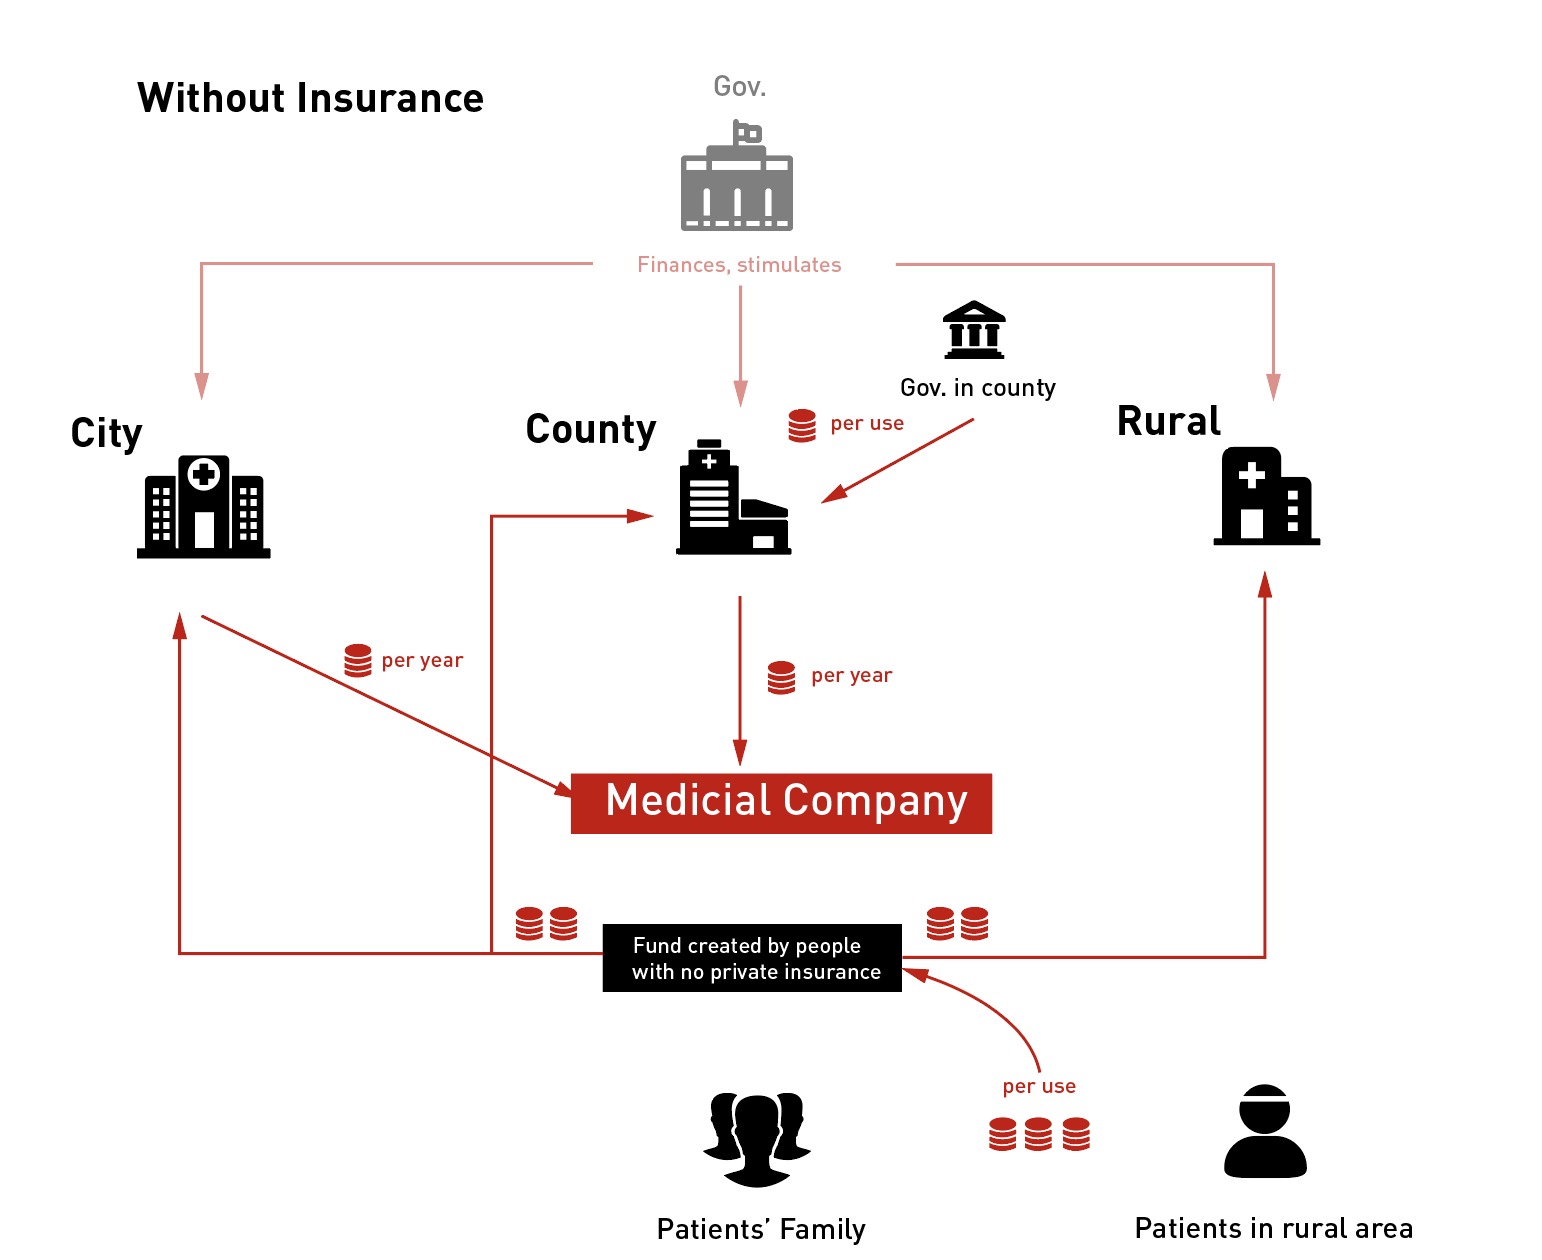 Without Insurance
Gov.
Finances, stimulates
Gov. in county
City
County
per use
Rural
per year
per year
Medicial Company
Fund created by people
with no private insurance
per use
Patients’ Family
Patients in rural area